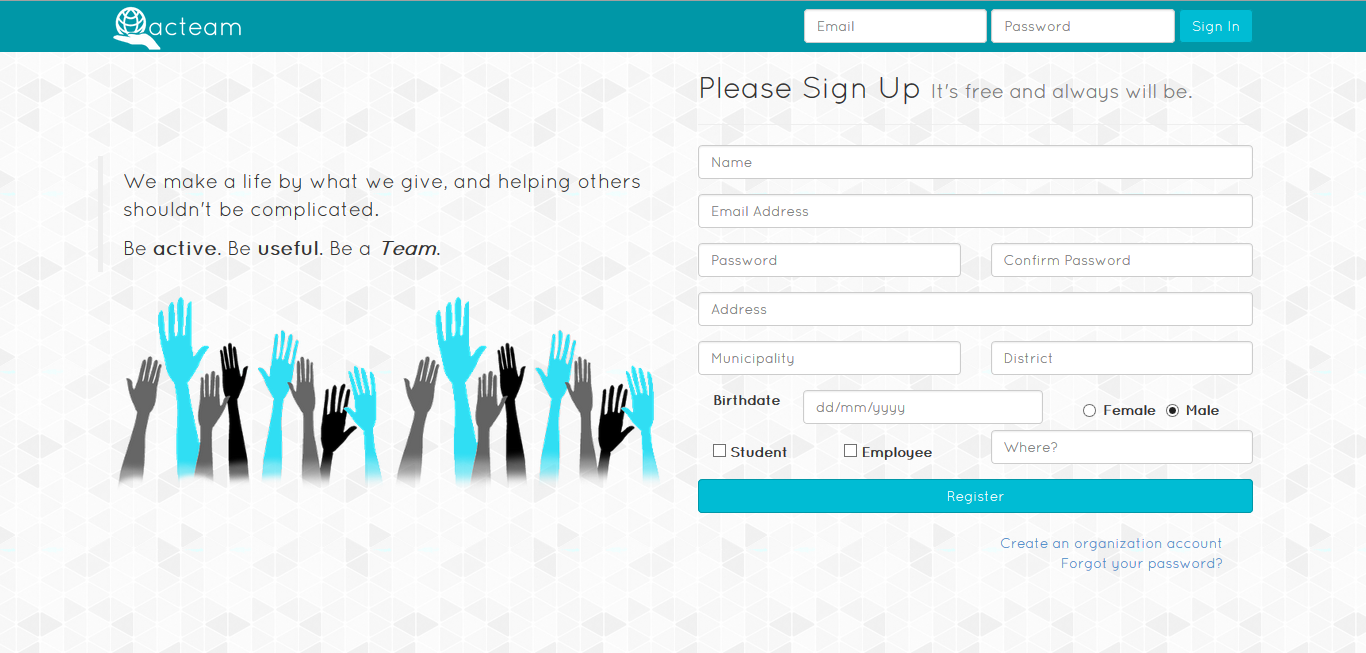 acteam
Email Password Sign In
Please Sign Up It's free and always will be.
We make a life by what we give, and helping others
shouldn't be complicated.
Be active. Be useful. Be a Team.
Name
Email Address
Password Confirm Password
Address
Municipality District
Birthdate dd/mm/yyyy Female Male
Student Employee Where?
Register
Create an organization account
Forgot your password?